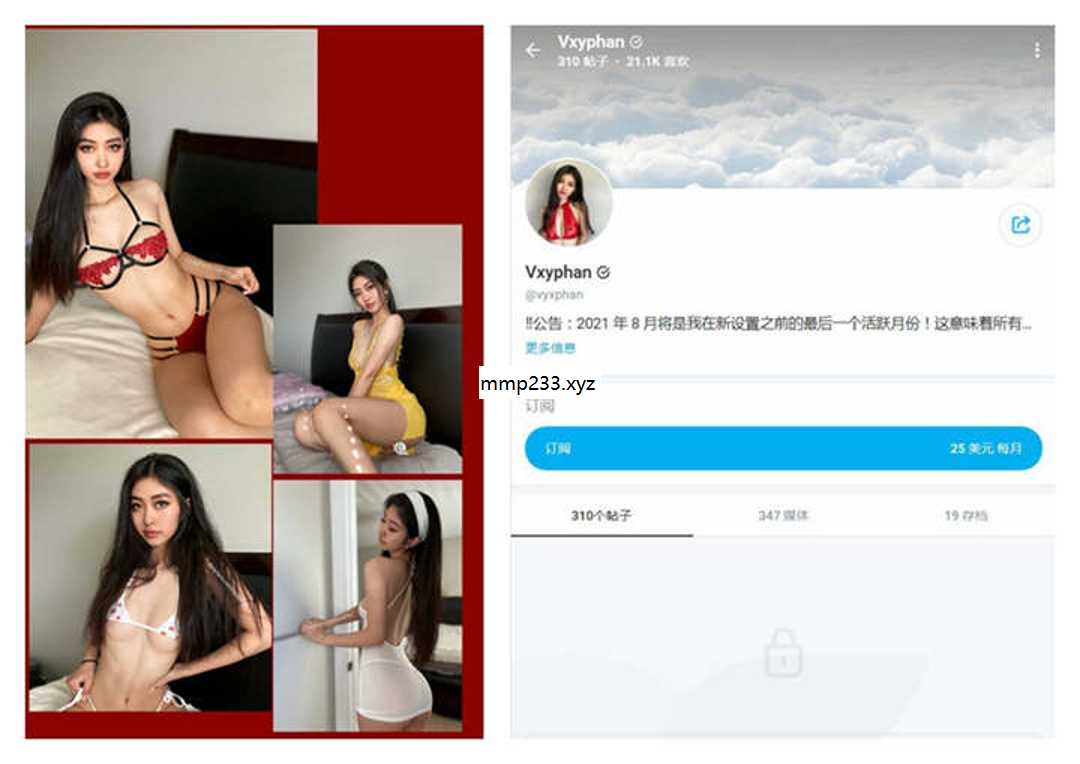 Vxyphan
310 帖子 · 21.1K 喜欢
Vxyphan
@vyxphan
!!公告：2021 年 8 月将是我在新设置之前的最后一个活跃月份！这意味着所有...
更多信息
mmp233.xyz
订阅
订阅 25 美元 每月
310个帖子 347 媒体 19 存档